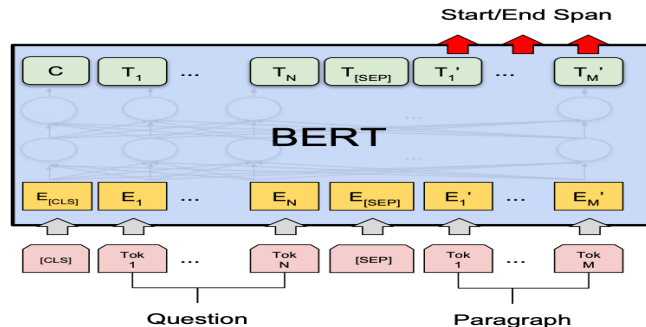 Start/End Span
C T1 ... TN T[SEP] T1' ... TM'
...
BERT
...
E[CLS] E1 ... EN E[SEP] E1' ... EM'
[CLS] Tok 1 ... Tok N [SEP] Tok 1 ... Tok M
Question Paragraph